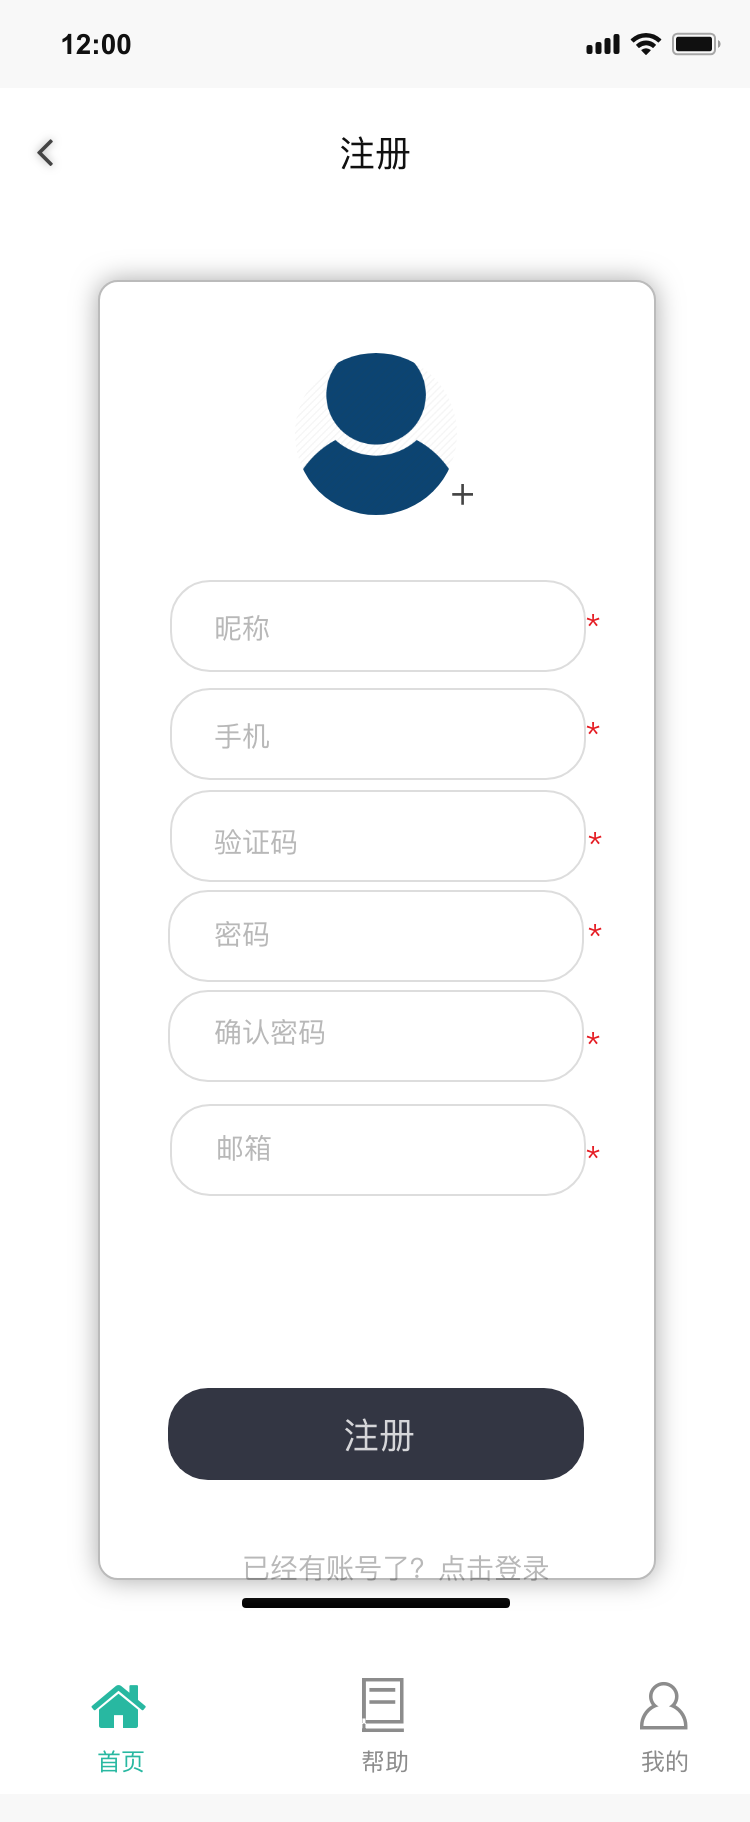 12:00
注册
昵称 *
手机 *
验证码 *
密码 *
确认密码 *
邮箱 *
注册
已经有账号了？点击登录
首页 帮助 我的